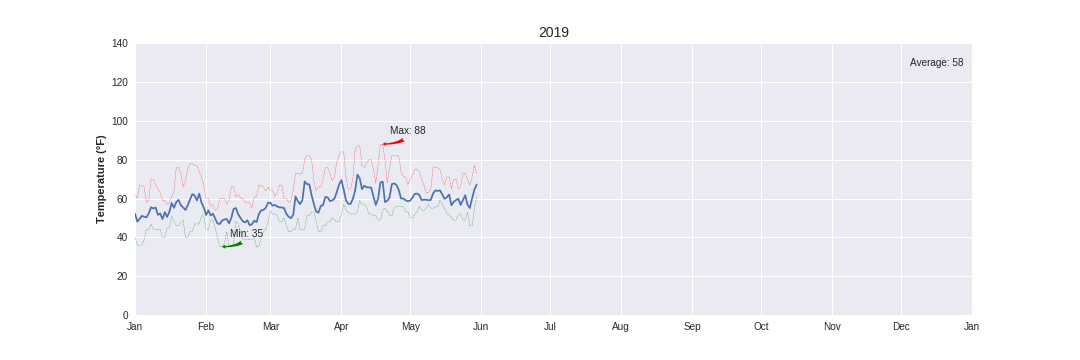 2019
140
Average: 58
120
100
Max: 88
80
Temperature (°F)
60
40
Min: 35
20
0
Jan Feb Mar Apr May Jun Jul Aug Sep Oct Nov Dec Jan